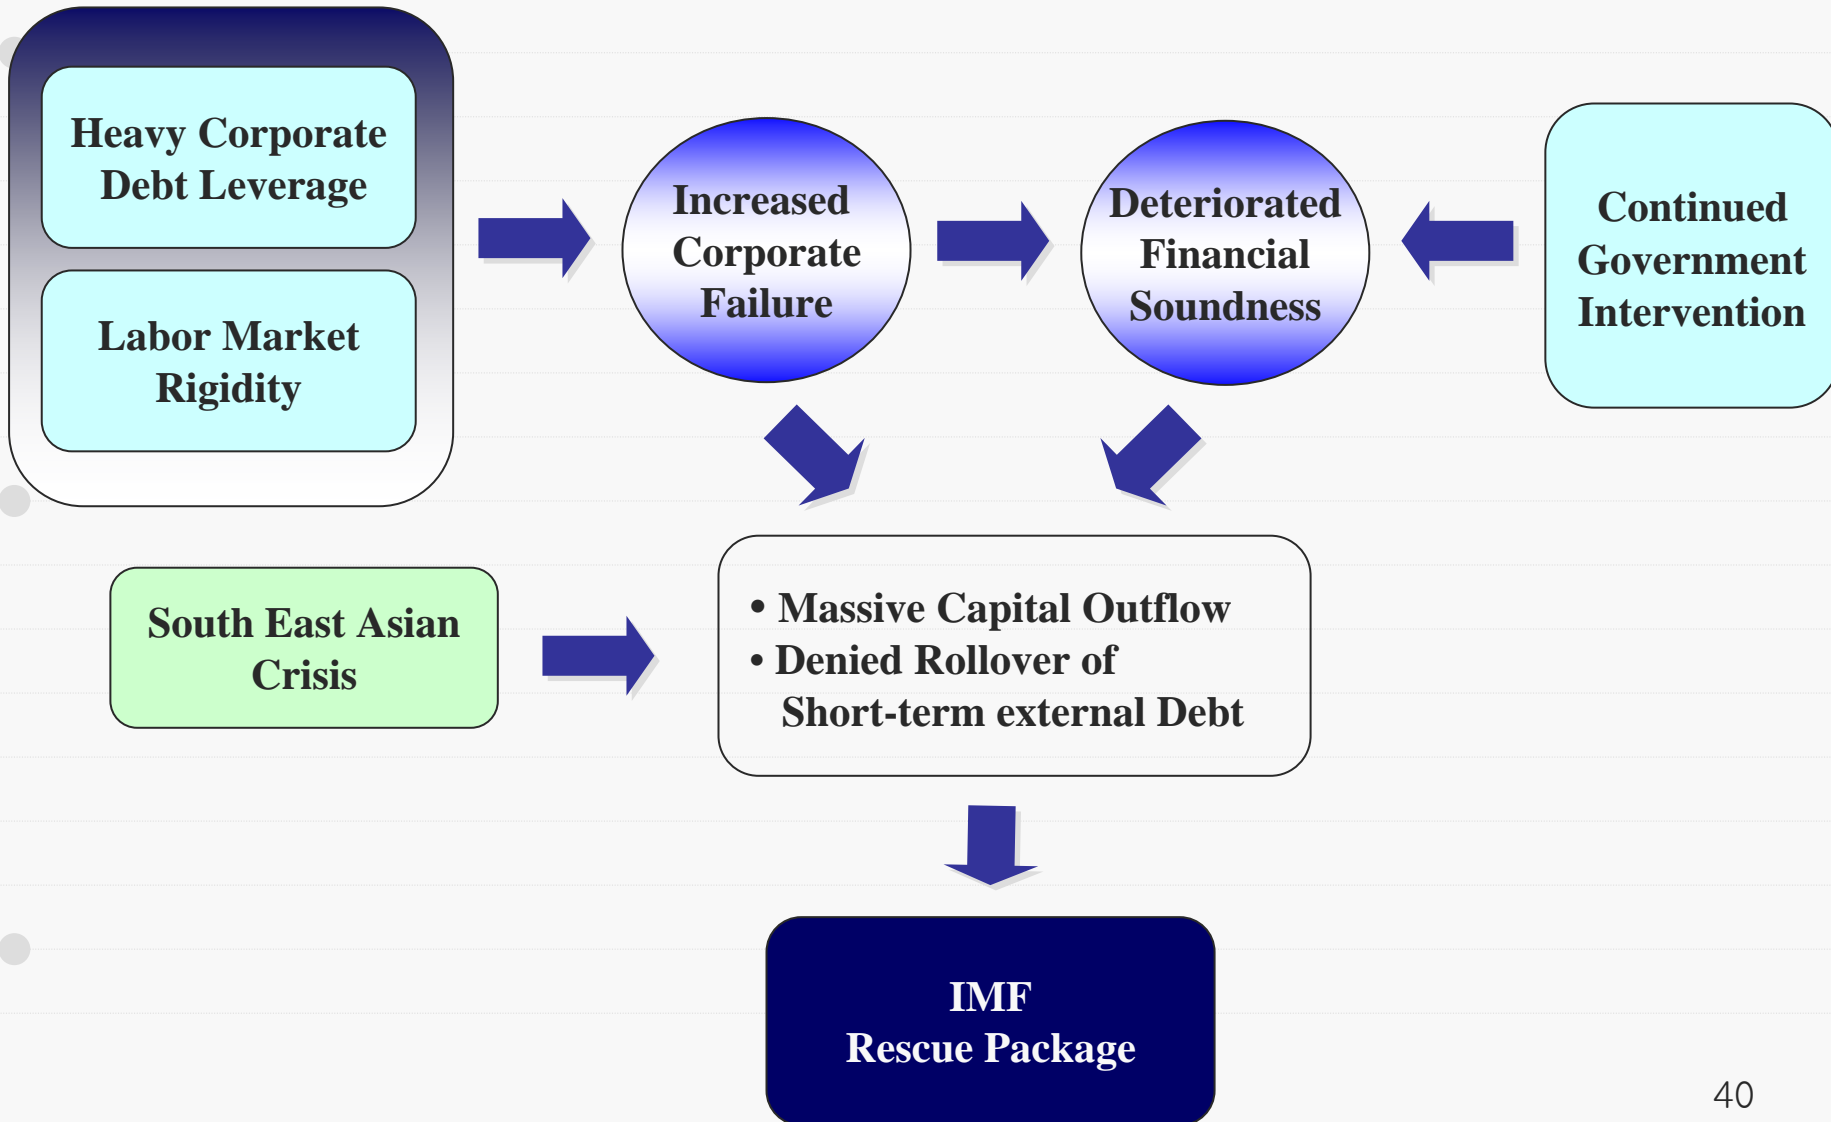 Heavy Corporate
Debt Leverage
Labor Market
Rigidity
Increased
Corporate
Failure
Deteriorated
Financial
Soundness
Continued
Government
Intervention
South East Asian
Crisis
• Massive Capital Outflow
• Denied Rollover of
Short-term external Debt
IMF
Rescue Package
40